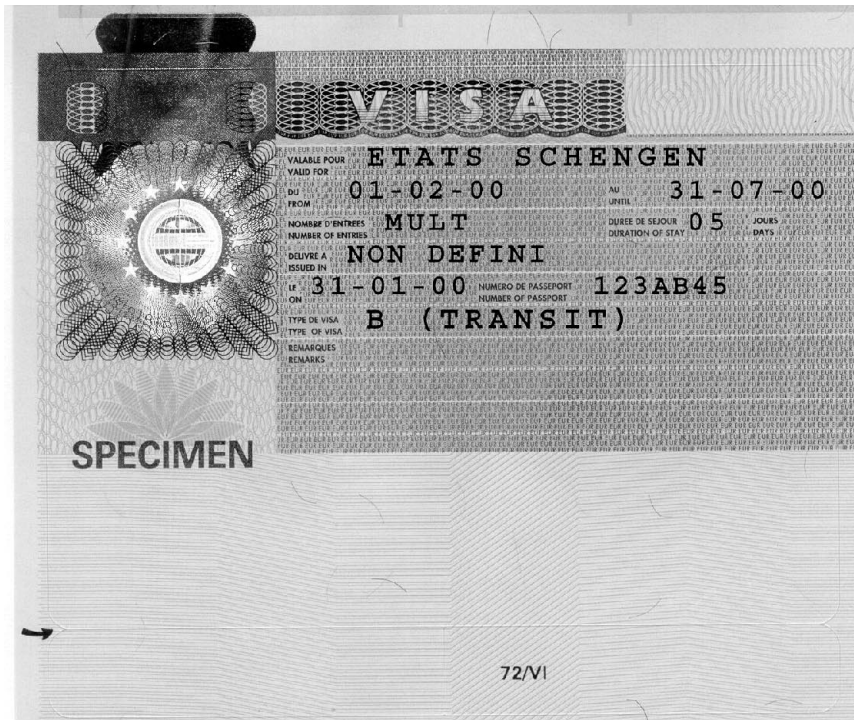 VISA
VALABLE POUR ETATS SCHENGEN
VALID FOR
DU 01-02-00 AU 31-07-00
FROM UNTIL
NOMBRE D'ENTREES MULT DUREE DE SEJOUR 05 JOURS
NUMBER OF ENTRIES DURATION OF STAY DAYS
DELIVRE A NON DEFINI
ISSUED IN
LE 31-01-00 NUMERO DE PASSEPORT 123AB45
ON NUMBER OF PASSPORT
TYPE DE VISA B (TRANSIT)
TYPE OF VISA
REMARQUES
REMARKS
SPECIMEN
72/VI